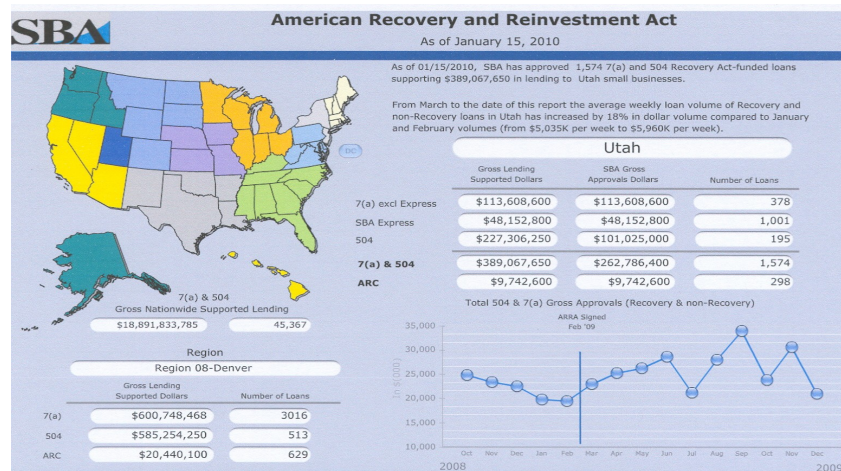 SBA
American Recovery and Reinvestment Act
As of January 15, 2010
As of 01/15/2010, SBA has approved 1,574 7(a) and 504 Recovery Act-funded loans
supporting $389,067,650 in lending to Utah small businesses.
From March to the date of this report the average weekly loan volume of Recovery and
non-Recovery loans in Utah has increased by 18% in dollar volume compared to January
and February volumes (from $5,035K per week to $5,960K per week).
DC
Utah
Gross Lending Supported Dollars SBA Gross Approvals Dollars Number of Loans
7(a) excl Express $113,608,600 $113,608,600 378
SBA Express $48,152,800 $48,152,800 1,001
504 $227,306,250 $101,025,000 195
7(a) & 504 $389,067,650 $262,786,400 1,574
ARC $9,742,600 $9,742,600 298
7(a) & 504
Gross Nationwide Supported Lending
$18,891,833,785 45,367
Region
Region 08-Denver
Gross Lending
Supported Dollars Number of Loans
7(a) $600,748,468 3016
504 $585,254,250 513
ARC $20,440,100 629
Total 504 & 7(a) Gross Approvals (Recovery & non-Recovery)
ARRA Signed
Feb '09
In $(000)
35,000
30,000
25,000
20,000
15,000
10,000
Oct Nov Dec Jan Feb Mar Apr May Jun Jul Aug Sep Oct Nov Dec
2008 2009